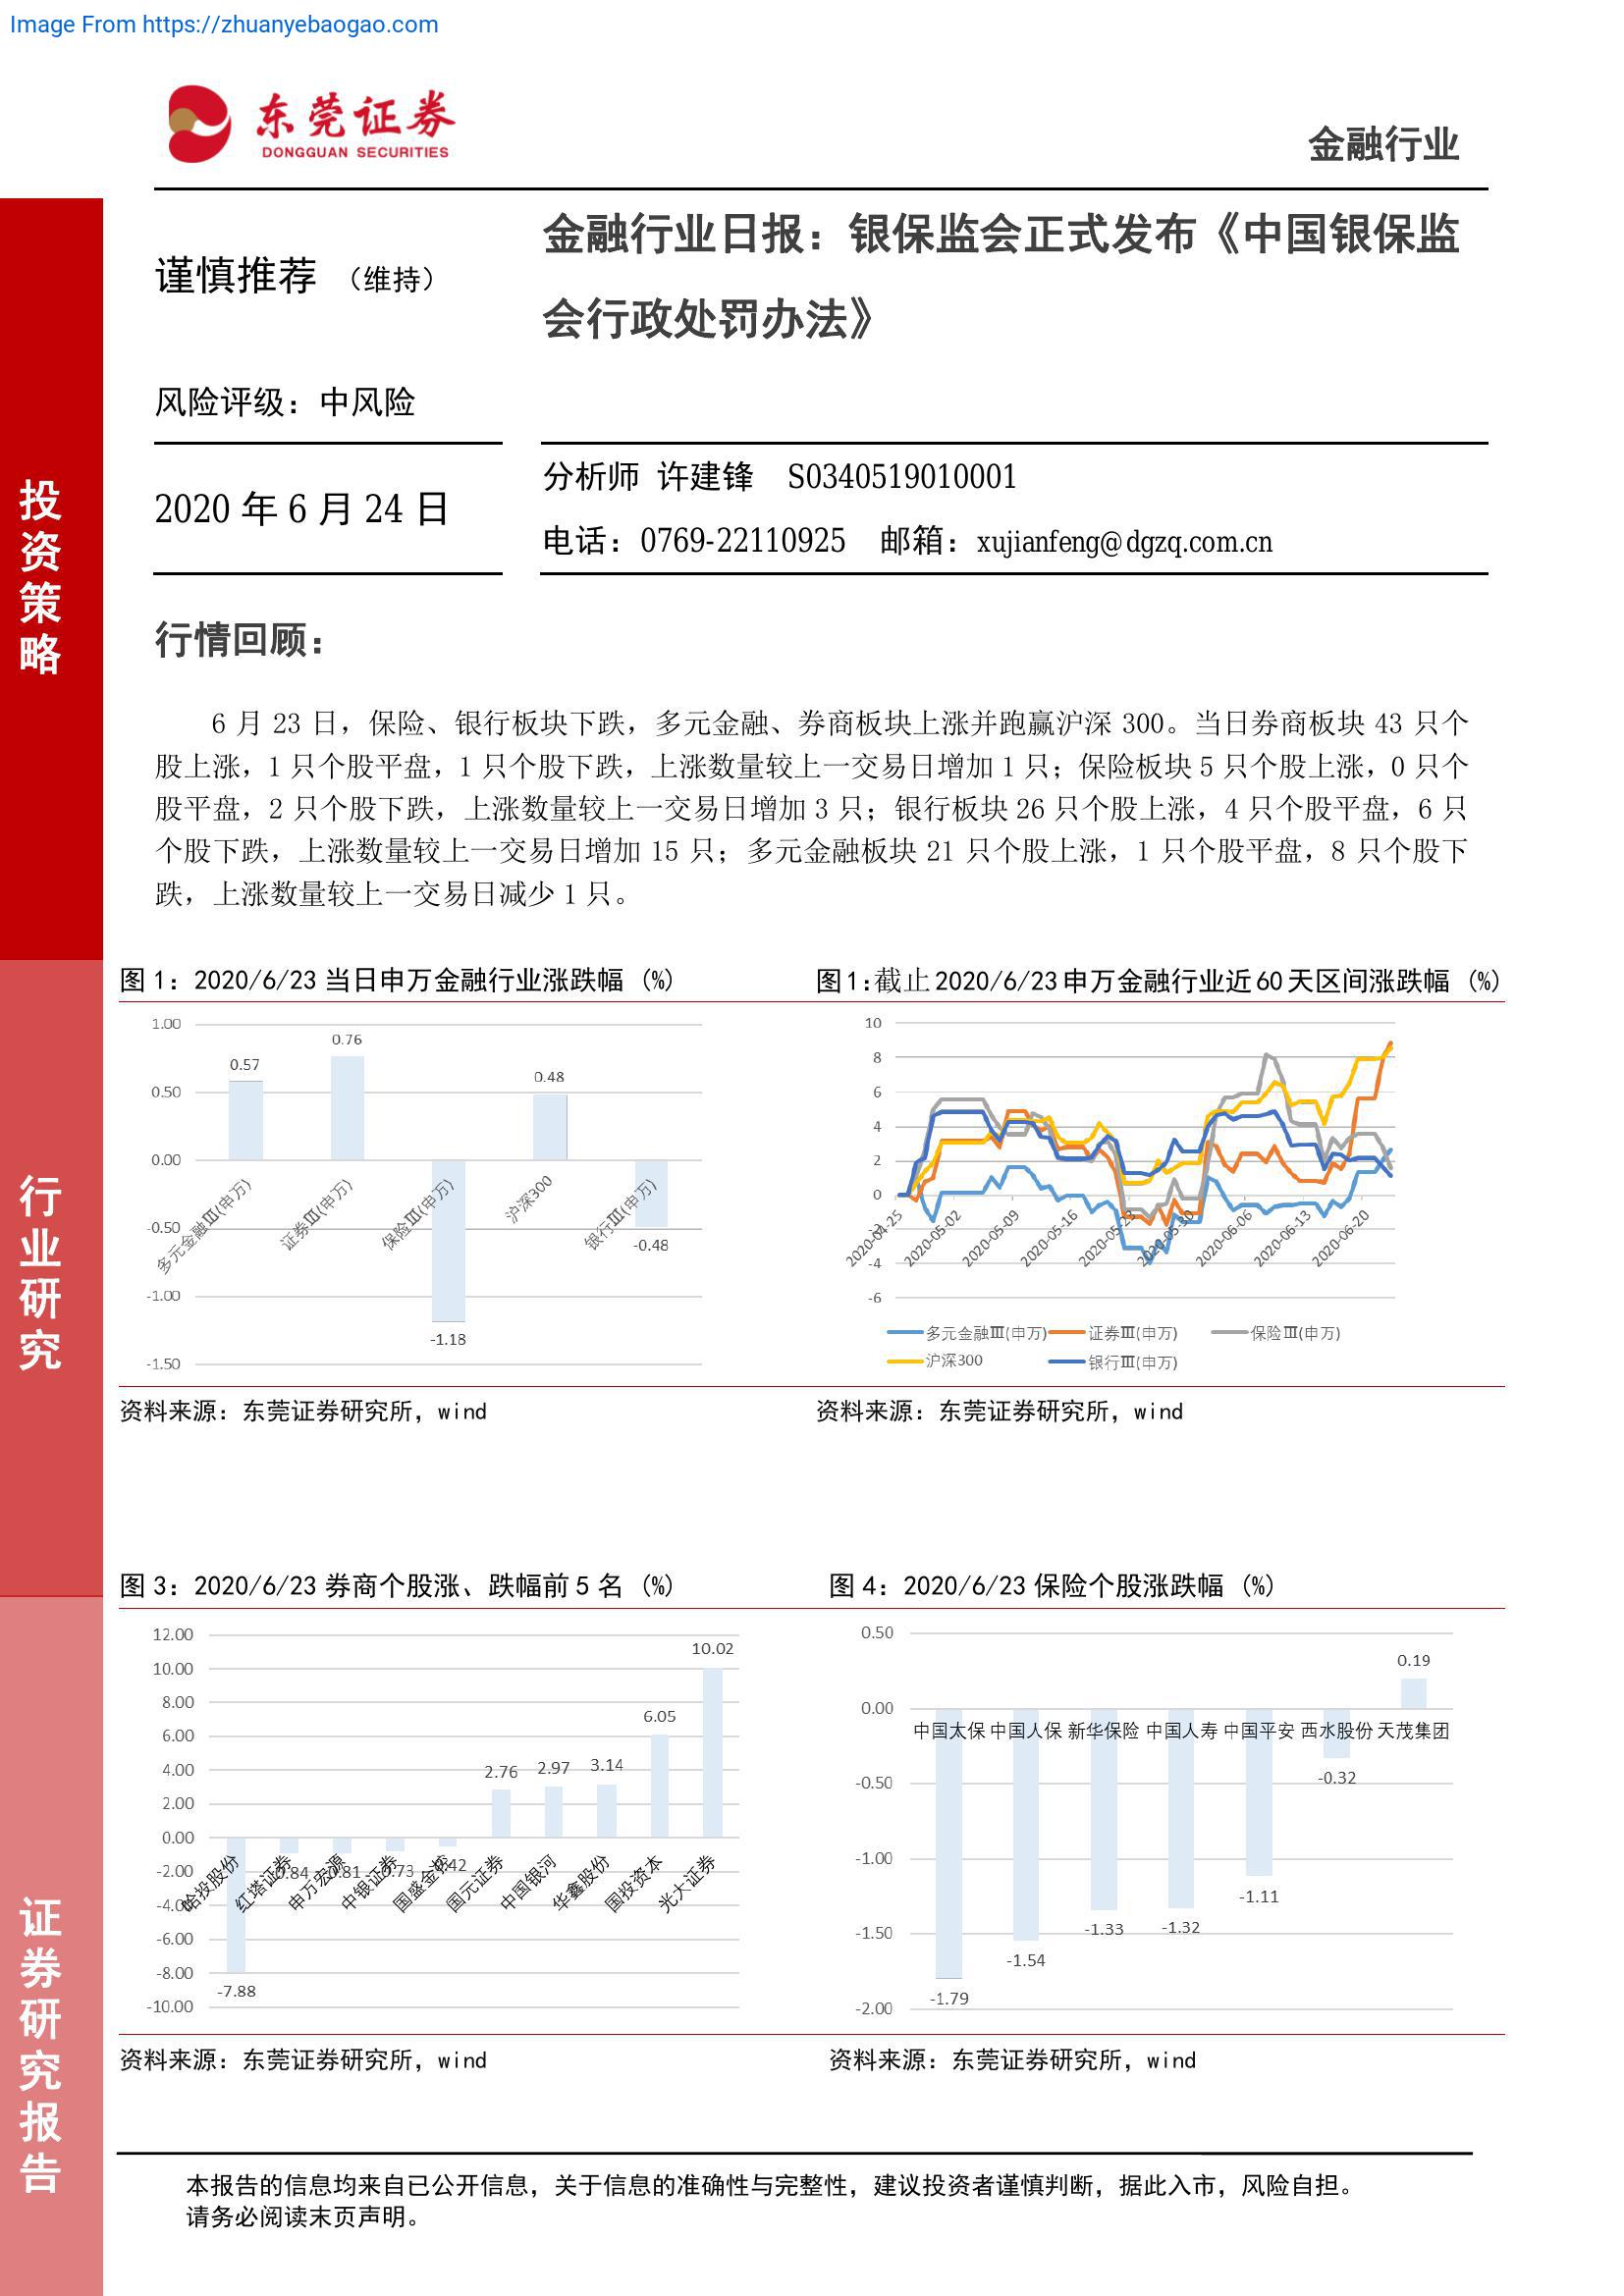 Image From https://zhuanyebaogao.com
东莞证券
DONGGUAN SECURITIES
金融行业
投资策略
行业研究
证券研究报告
谨慎推荐 （维持）
风险评级：中风险
2020 年 6 月 24 日
金融行业日报：银保监会正式发布《中国银保监
会行政处罚办法》
分析师 许建锋 S0340519010001
电话：0769-22110925 邮箱：xujianfeng@dgzq.com.cn
行情回顾：
6 月 23 日，保险、银行板块下跌，多元金融、券商板块上涨并跑赢沪深 300。当日券商板块 43 只个
股上涨，1 只个股平盘，1 只个股下跌，上涨数量较上一交易日增加 1 只；保险板块 5 只个股上涨，0 只个
股平盘，2 只个股下跌，上涨数量较上一交易日增加 3 只；银行板块 26 只个股上涨，4 只个股平盘，6 只
个股下跌，上涨数量较上一交易日增加 15 只；多元金融板块 21 只个股上涨，1 只个股平盘，8 只个股下
跌，上涨数量较上一交易日减少 1 只。
图 1：2020/6/23 当日申万金融行业涨跌幅 (%)
1.00
0.50
0.00
-0.50
-1.00
-1.50
0.57
0.76
-1.18
0.48
-0.48
多元金融Ⅲ(申万)
证券Ⅲ(申万)
保险Ⅲ(申万)
沪深300
银行Ⅲ(申万)
资料来源：东莞证券研究所，wind
图1:截止2020/6/23申万金融行业近60天区间涨跌幅 (%)
10
8
6
4
2
0
-2
-4
-6
2020-04-25
2020-05-02
2020-05-09
2020-05-16
2020-05-23
2020-05-30
2020-06-06
2020-06-13
2020-06-20
多元金融Ⅲ(申万)
证券Ⅲ(申万)
保险Ⅲ(申万)
沪深300
银行Ⅲ(申万)
资料来源：东莞证券研究所，wind
图 3：2020/6/23 券商个股涨、跌幅前 5 名 (%)
12.00
10.00
8.00
6.00
4.00
2.00
0.00
-2.00
-4.00
-6.00
-8.00
-10.00
-7.88
-0.84
-0.81
-0.73
-0.42
2.76
2.97
3.14
6.05
10.02
哈投股份
红塔证券
申万宏源
中银证券
国盛金控
国元证券
中国银河
华鑫股份
国投资本
光大证券
资料来源：东莞证券研究所，wind
图 4：2020/6/23 保险个股涨跌幅 (%)
0.50
0.00
-0.50
-1.00
-1.50
-2.00
中国太保 中国人保 新华保险 中国人寿 中国平安 西水股份 天茂集团
-1.79
-1.54
-1.33
-1.32
-1.11
-0.32
0.19
资料来源：东莞证券研究所，wind
本报告的信息均来自已公开信息，关于信息的准确性与完整性，建议投资者谨慎判断，据此入市，风险自担。
请务必阅读末页声明。